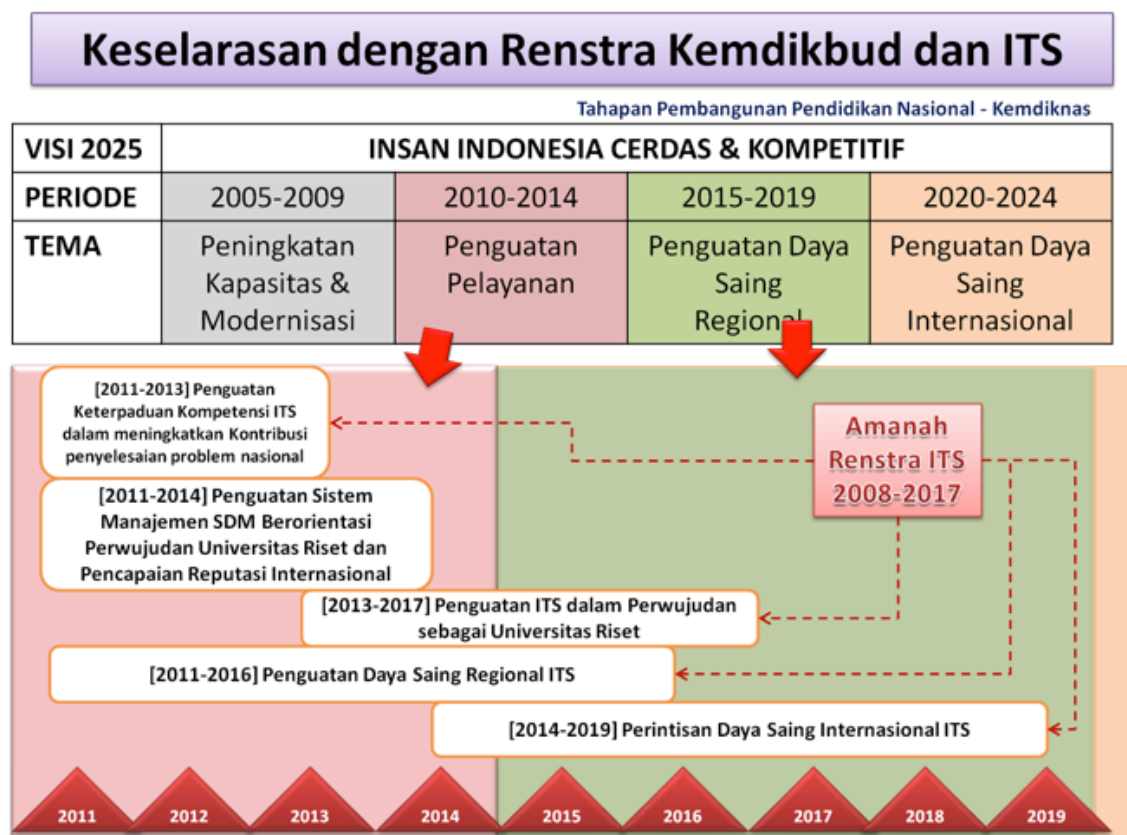 Keselarasan dengan Renstra Kemdikbud dan ITS
Tahapan Pembangunan Pendidikan Nasional - Kemdiknas
VISI 2025
INSAN INDONESIA CERDAS & KOMPETITIF
PERIODE
2005-2009
2010-2014
2015-2019
2020-2024
TEMA
Peningkatan
Kapasitas &
Modernisasi
Penguatan
Pelayanan
Penguatan Daya
Saing
Regional
Penguatan Daya
Saing
Internasional
[2011-2013] Penguatan
Keterpaduan Kompetensi ITS
dalam meningkatkan Kontribusi
penyelesaian problem nasional
Amanah
Renstra ITS
2008-2017
[2011-2014] Penguatan Sistem
Manajemen SDM Berorientasi
Perwujudan Universitas Riset dan
Pencapaian Reputasi Internasional
[2013-2017] Penguatan ITS dalam Perwujudan
sebagai Universitas Riset
[2011-2016] Penguatan Daya Saing Regional ITS
[2014-2019] Perintisan Daya Saing Internasional ITS
2011
2012
2013
2014
2015
2016
2017
2018
2019